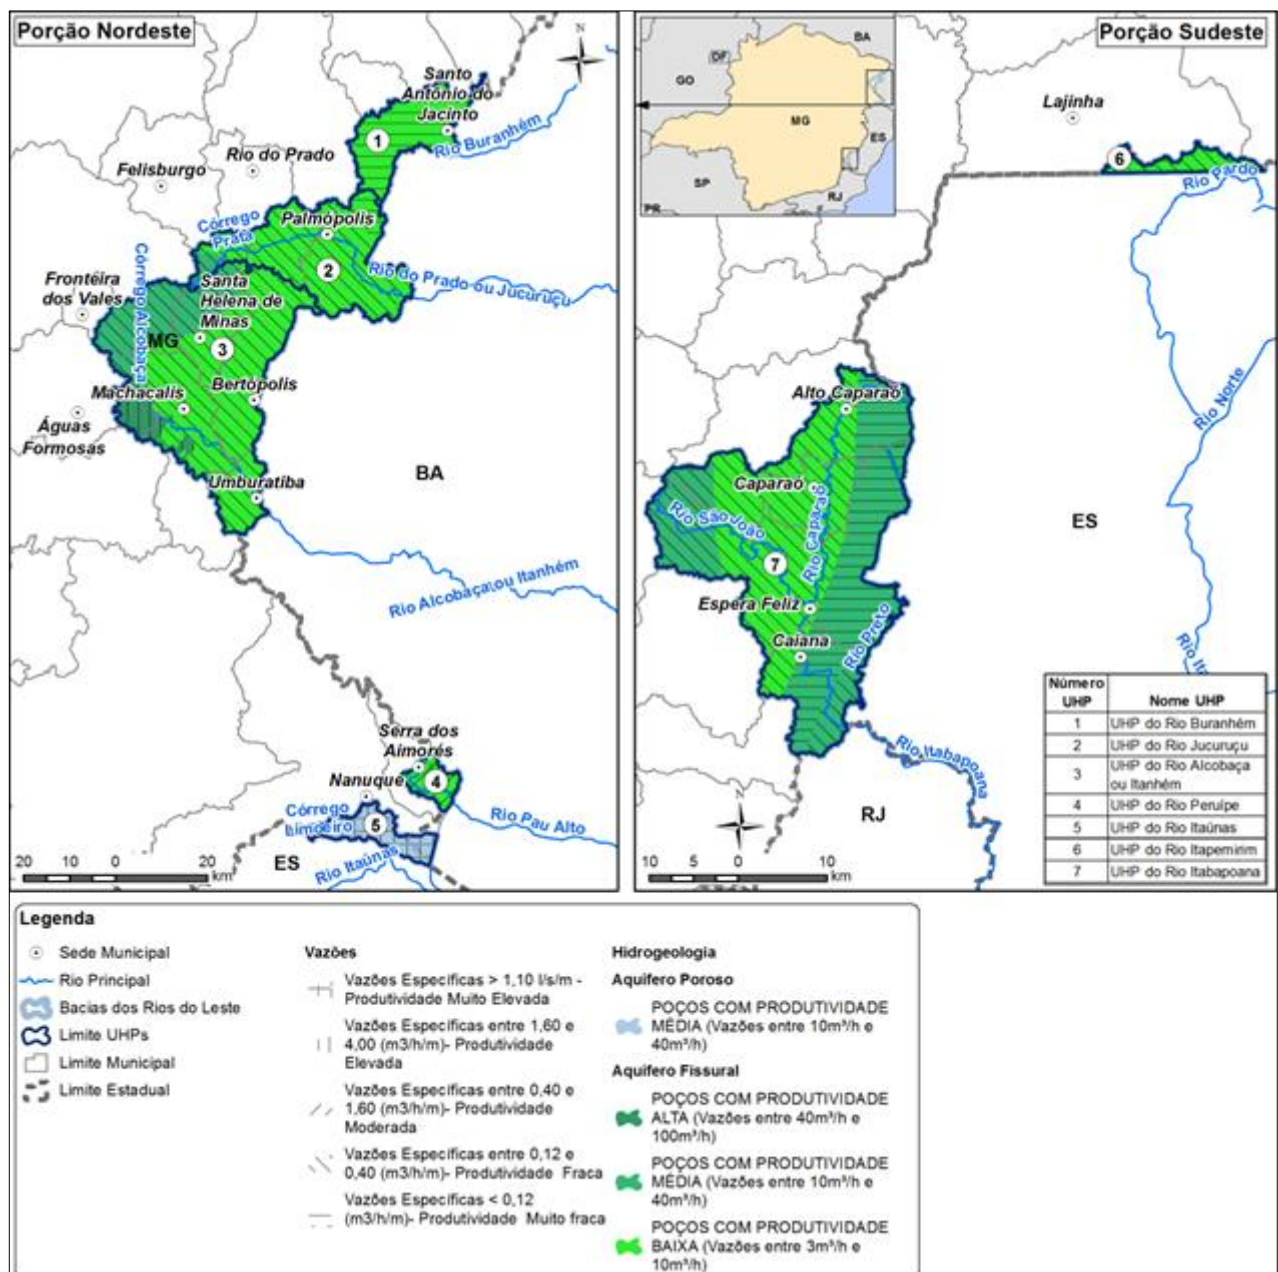 Porção Nordeste
N
Santo
Antônio do
Jacinto
1
Rio Buranhém
Rio do Prado
Felisburgo
Palmópolis
Córrego
Prata
2
Rio do Prado ou Jucuruçu
Fronteira
dos Vales
Córrego Alcobaça
Santa
Helena de
Minas
MG
3
Bertópolis
Machacalis
Águas
Formosas
BA
Umburatiba
Rio Alcobaça ou Itanhém
Serra dos
Aimorés
Nanuque
4
Córrego
Limoeiro
5
Rio Pau Alto
Rio Itaúnas
ES
20 10 0 20
km
Porção Sudeste
BA
DF
GO
MG
ES
SP
RJ
PR
Lajinha
6
Rio Pardo
Rio Norte
Alto Caparaó
Caparaó
Rio Caparaó
Rio São João
7
ES
Espera Feliz
Caiana
Rio Preto
Rio Itabapoana
RJ
N
10 5 0 10
km
Número
UHP
Nome UHP
1 UHP do Rio Buranhém
2 UHP do Rio Jucuruçu
3 UHP do Rio Alcobaça
ou Itanhém
4 UHP do Rio Peruípe
5 UHP do Rio Itaúnas
6 UHP do Rio Itapemirim
7 UHP do Rio Itabapoana
Legenda
Sede Municipal
Rio Principal
Bacias dos Rios do Leste
Limite UHPs
Limite Municipal
Limite Estadual
Vazões
Vazões Específicas > 1,10 l/s/m -
Produtividade Muito Elevada
Vazões Específicas entre 1,60 e
4,00 (m3/h/m)- Produtividade
Elevada
Vazões Específicas entre 0,40 e
1,60 (m3/h/m)- Produtividade
Moderada
Vazões Específicas entre 0,12 e
0,40 (m3/h/m)- Produtividade Fraca
Vazões Específicas < 0,12
(m3/h/m)- Produtividade Muito fraca
Hidrogeologia
Aquífero Poroso
POÇOS COM PRODUTIVIDADE
MÉDIA (Vazões entre 10m³/h e
40m³/h)
Aquífero Fissural
POÇOS COM PRODUTIVIDADE
ALTA (Vazões entre 40m³/h e
100m³/h)
POÇOS COM PRODUTIVIDADE
MÉDIA (Vazões entre 10m³/h e
40m³/h)
POÇOS COM PRODUTIVIDADE
BAIXA (Vazões entre 3m³/h e
10m³/h)